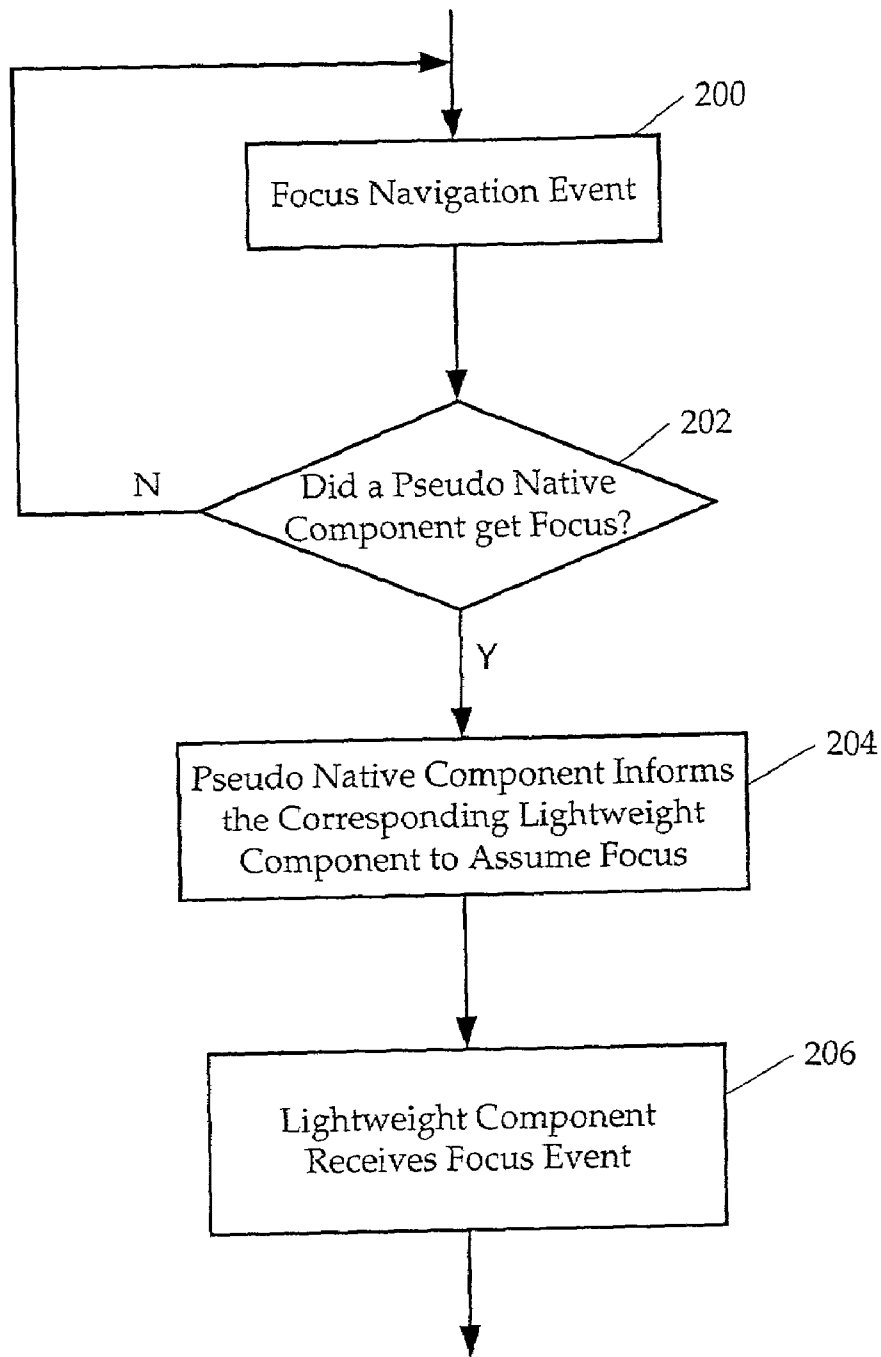 200
Focus Navigation Event
202
N
Did a Pseudo Native
Component get Focus?
Y
204
Pseudo Native Component Informs
the Corresponding Lightweight
Component to Assume Focus
206
Lightweight Component
Receives Focus Event